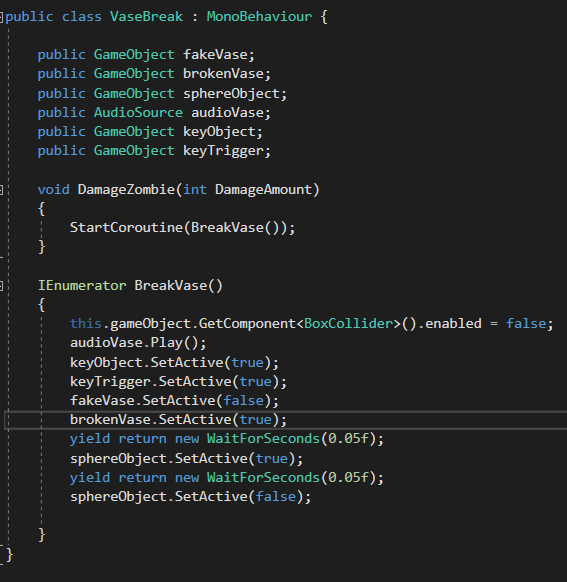 public class VaseBreak : MonoBehaviour {
public GameObject fakeVase;
public GameObject brokenVase;
public GameObject sphereObject;
public AudioSource audioVase;
public GameObject keyObject;
public GameObject keyTrigger;
void DamageZombie(int DamageAmount)
{
StartCoroutine(BreakVase());
}
IEnumerator BreakVase()
{
this.gameObject.GetComponent<BoxCollider>().enabled = false;
audioVase.Play();
keyObject.SetActive(true);
keyTrigger.SetActive(true);
fakeVase.SetActive(false);
brokenVase.SetActive(true);
yield return new WaitForSeconds(0.05f);
sphereObject.SetActive(true);
yield return new WaitForSeconds(0.05f);
sphereObject.SetActive(false);
}
}